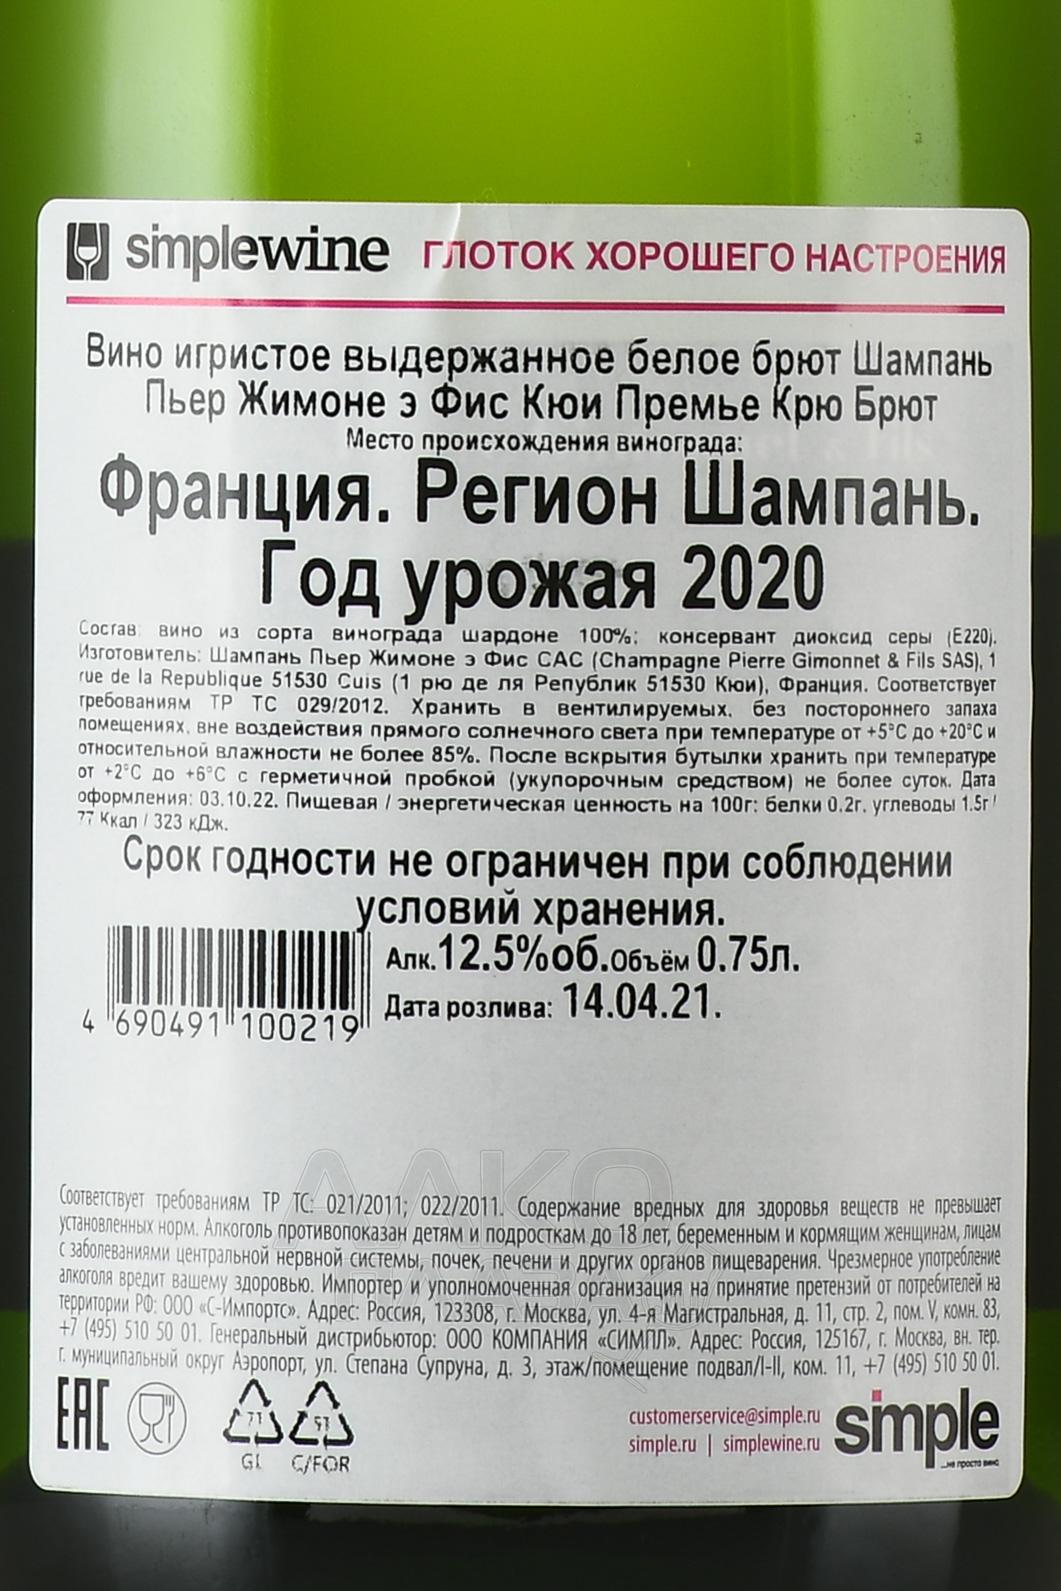 simplewine ГЛОТОК ХОРОШЕГО НАСТРОЕНИЯ
Вино игристое выдержанное белое брют Шампань
Пьер Жимоне э Фис Кюи Премье Крю Брют
Место происхождения винограда:
Франция. Регион Шампань.
Год урожая 2020
Состав: вино из сорта винограда шардоне 100%; консервант диоксид серы (E220).
Изготовитель: Шампань Пьер Жимоне э Фис САС (Champagne Pierre Gimonnet & Fils SAS), 1
rue de la Republique 51530 Cuis (1 рю де ля Републик 51530 Кюи), Франция. Соответствует
требованиям ТР ТС 029/2012. Хранить в вентилируемых, без постороннего запаха
помещениях, вне воздействия прямого солнечного света при температуре от +5°C до +20°C и
относительной влажности не более 85%. После вскрытия бутылки хранить при температуре
от +2°C до +6°C с герметичной пробкой (укупорочным средством) не более суток. Дата
оформления: 03.10.22. Пищевая / энергетическая ценность на 100г: белки 0.2г, углеводы 1.5г /
77 Ккал / 323 кДж.
Срок годности не ограничен при соблюдении
условий хранения.
Алк.12.5%об.Объём 0.75л.
Дата розлива: 14.04.21.
4 690491 100219
Соответствует требованиям ТР ТС: 021/2011; 022/2011. Содержание вредных для здоровья веществ не превышает
установленных норм. Алкоголь противопоказан детям и подросткам до 18 лет, беременным и кормящим женщинам, лицам
с заболеваниями центральной нервной системы, почек, печени и других органов пищеварения. Чрезмерное употребление
алкоголя вредит вашему здоровью. Импортер и уполномоченная организация на принятие претензий от потребителей на
территории РФ: ООО «С-Импортс». Адрес: Россия, 123308, г. Москва, ул. 4-я Магистральная, д. 11, стр. 2, пом. V, комн. 83,
+7 (495) 510 50 01. Генеральный дистрибьютор: ООО КОМПАНИЯ «СИМПЛ». Адрес: Россия, 125167, г. Москва, вн. тер.
г. муниципальный округ Аэропорт, ул. Степана Супруна, д. 3, этаж/помещение подвал/I-II, ком. 11, +7 (495) 510 50 01.
EAC
71
GL
51
C/FOR
customerservice@simple.ru
simple.ru | simplewine.ru
simple
...не просто вино